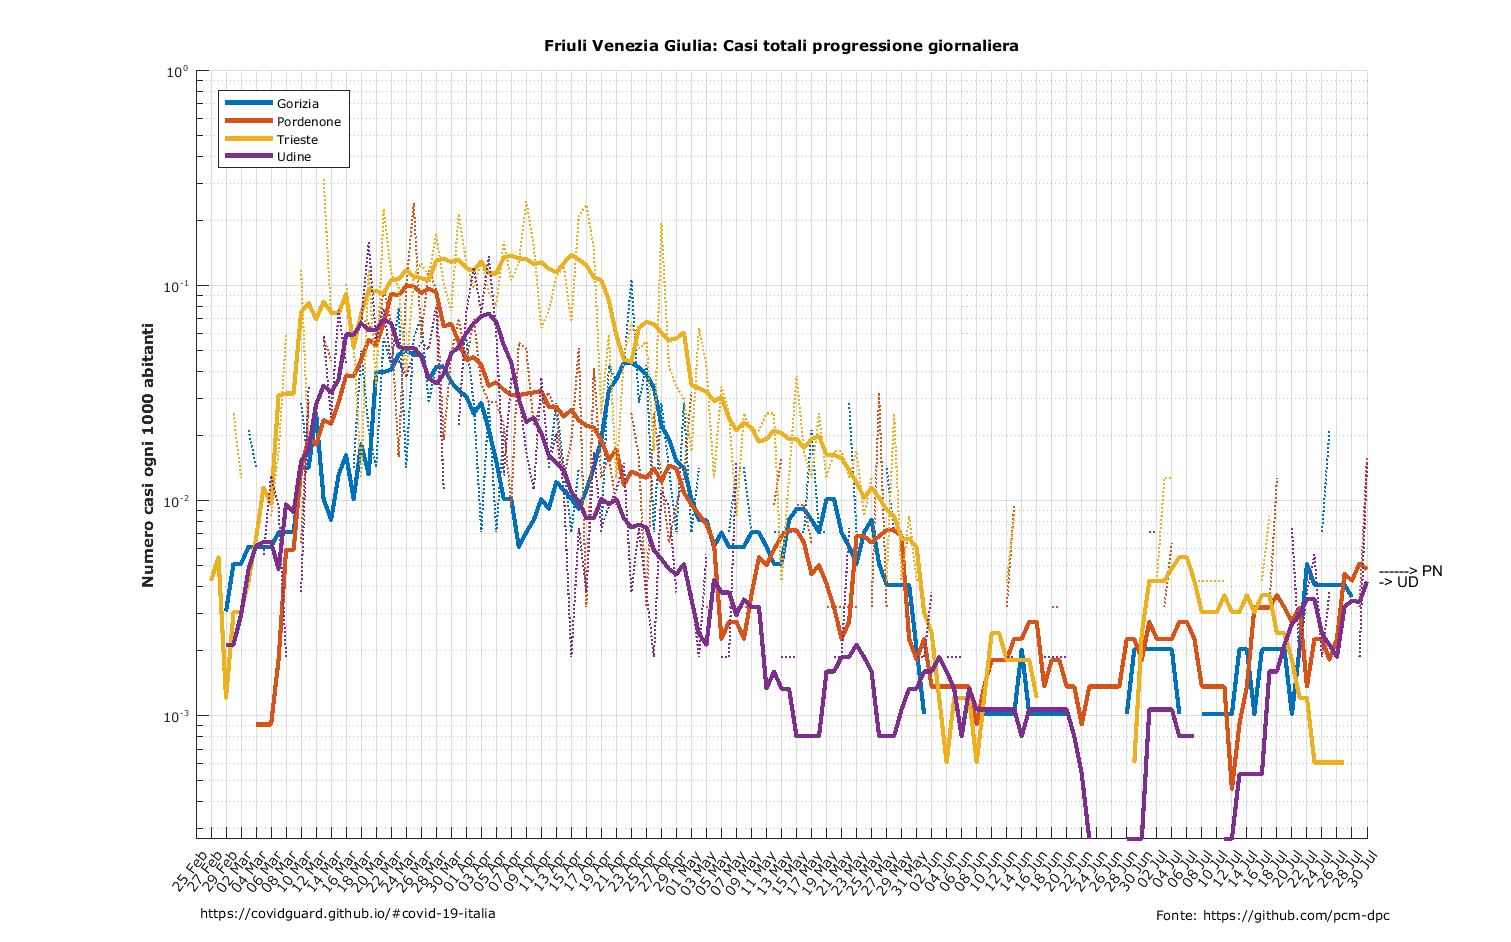 Friuli Venezia Giulia: Casi totali progressione giornaliera
Numero casi ogni 1000 abitanti
10^0
10^-1
10^-2
10^-3
Gorizia
Pordenone
Trieste
Udine
------> PN
-> UD
25 Feb
27 Feb
29 Feb
02 Mar
04 Mar
06 Mar
08 Mar
10 Mar
12 Mar
14 Mar
16 Mar
18 Mar
20 Mar
22 Mar
24 Mar
26 Mar
28 Mar
30 Mar
01 Apr
03 Apr
05 Apr
07 Apr
09 Apr
11 Apr
13 Apr
15 Apr
17 Apr
19 Apr
21 Apr
23 Apr
25 Apr
27 Apr
29 Apr
01 May
03 May
05 May
07 May
09 May
11 May
13 May
15 May
17 May
19 May
21 May
23 May
25 May
27 May
29 May
31 May
02 Jun
04 Jun
06 Jun
08 Jun
10 Jun
12 Jun
14 Jun
16 Jun
18 Jun
20 Jun
22 Jun
24 Jun
26 Jun
28 Jun
30 Jun
02 Jul
04 Jul
06 Jul
08 Jul
10 Jul
12 Jul
14 Jul
16 Jul
18 Jul
20 Jul
22 Jul
24 Jul
26 Jul
28 Jul
30 Jul
https://covidguard.github.io/#covid-19-italia
Fonte: https://github.com/pcm-dpc